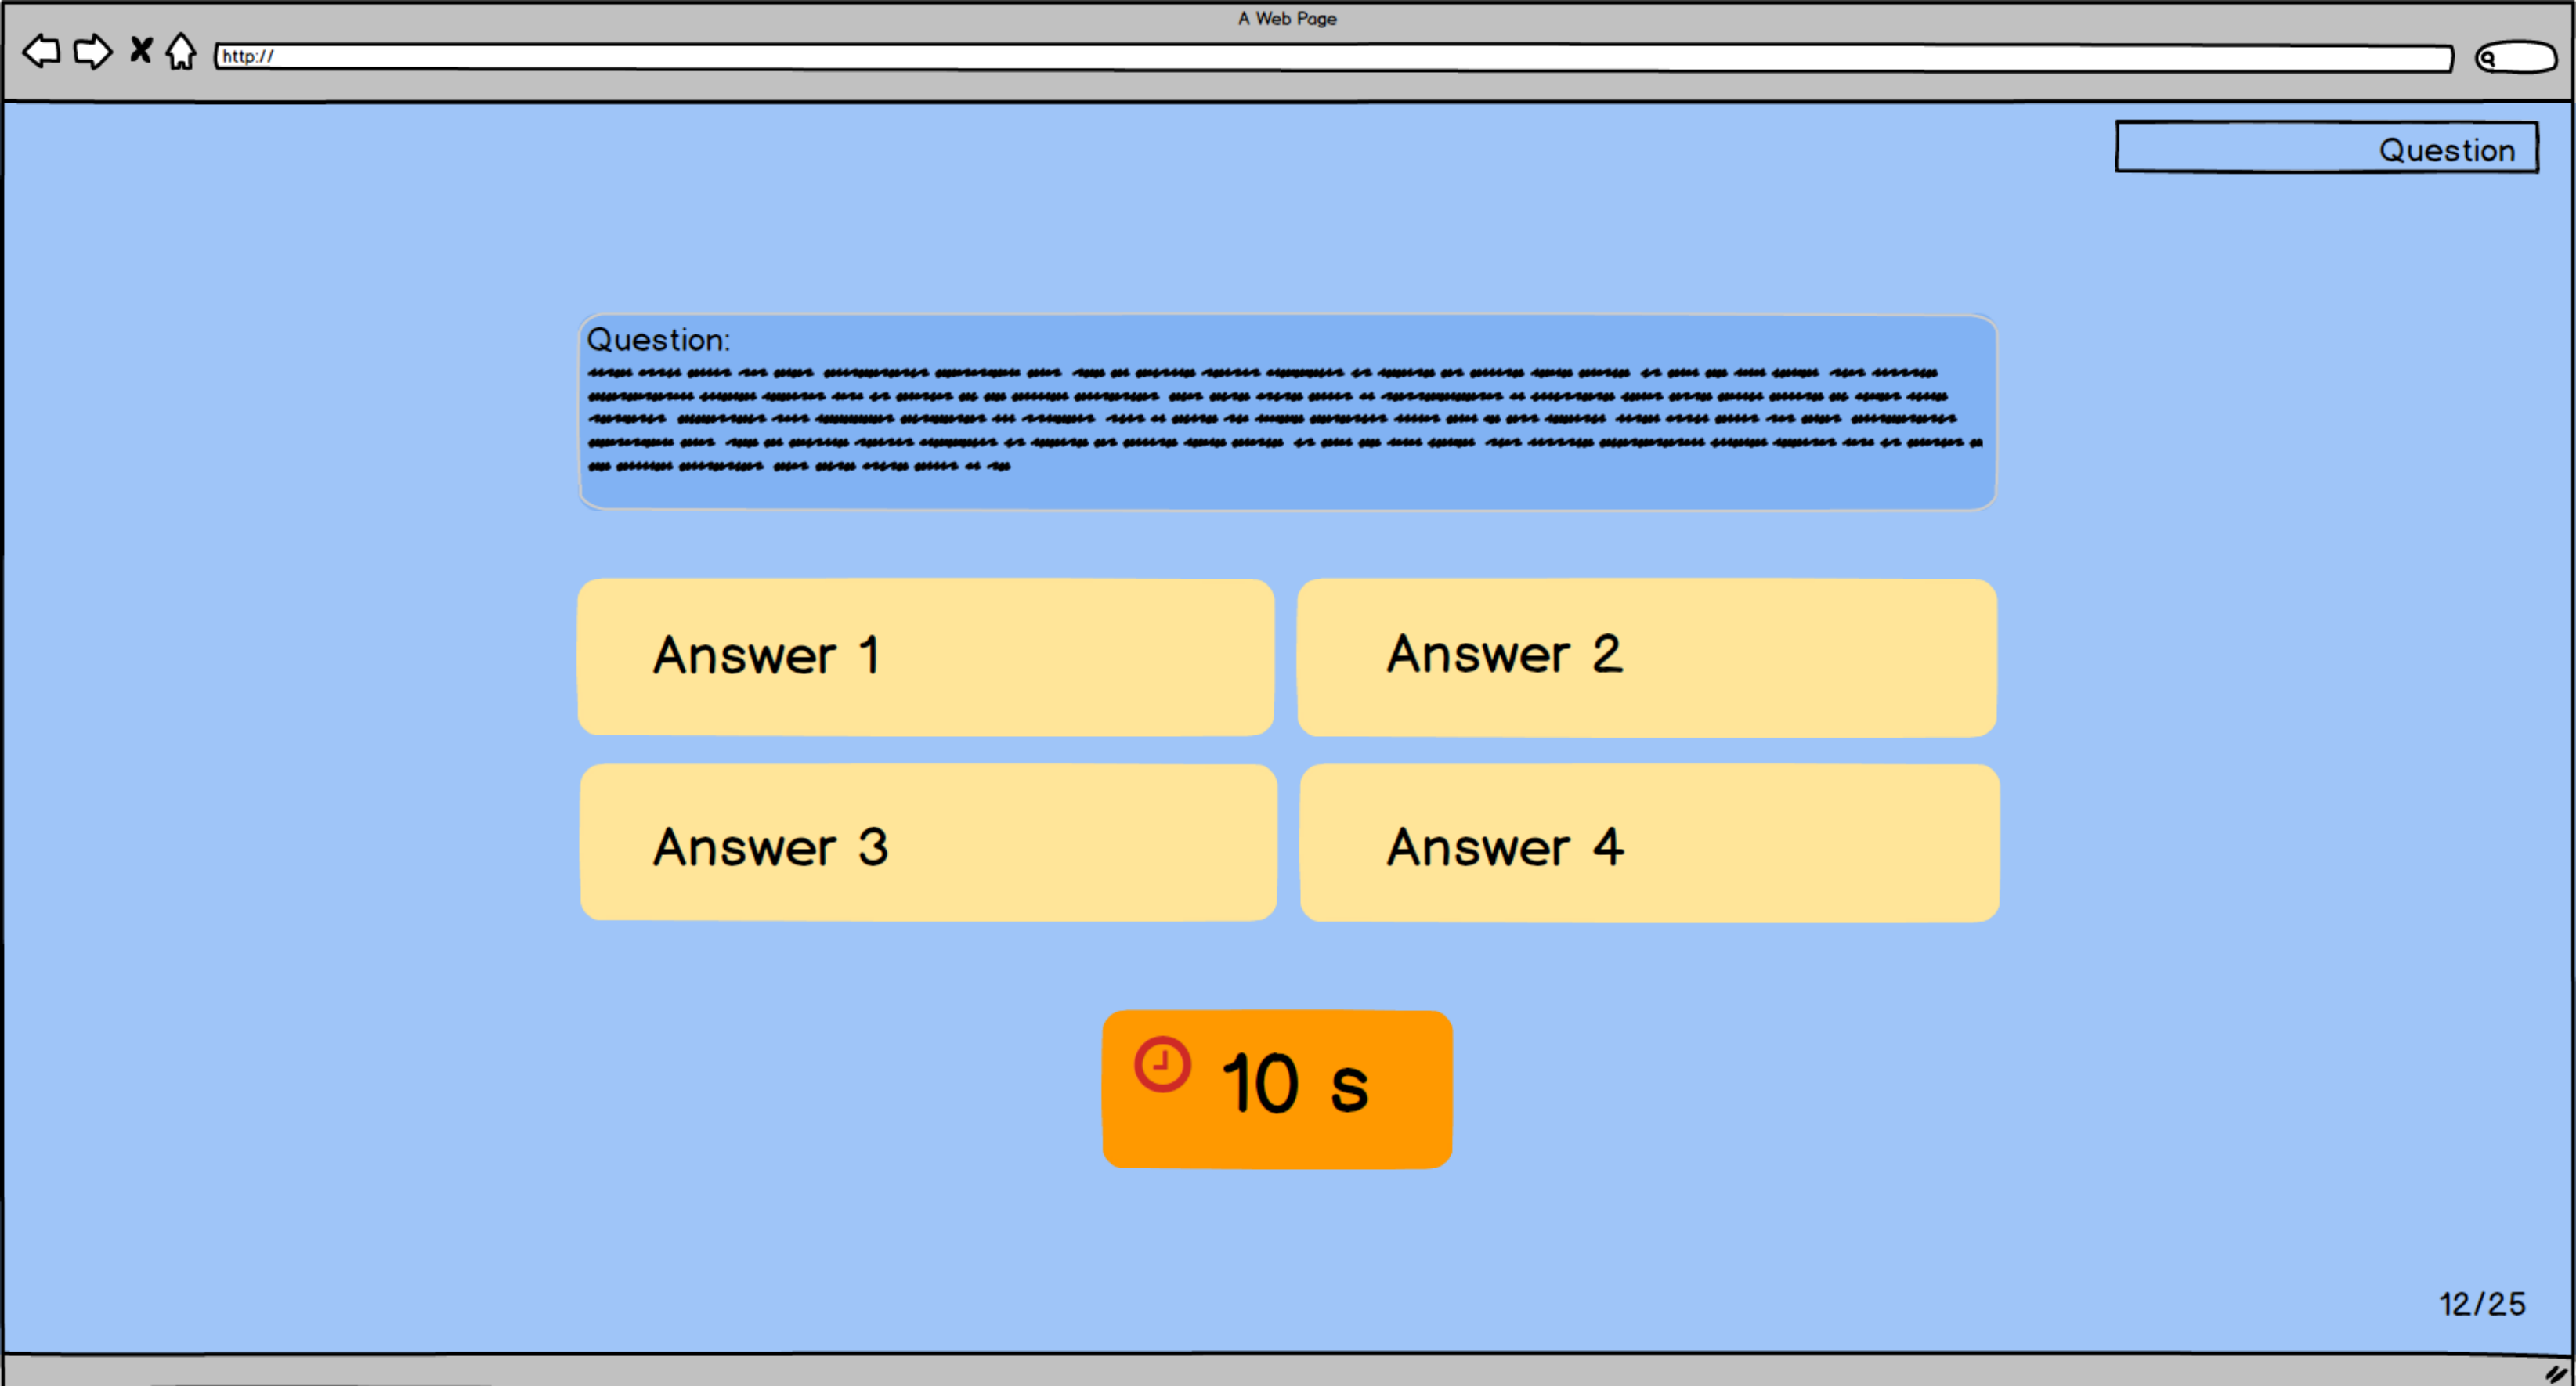 A Web Page
http://
Question
Question:
Answer 1
Answer 2
Answer 3
Answer 4
10 s
12/25